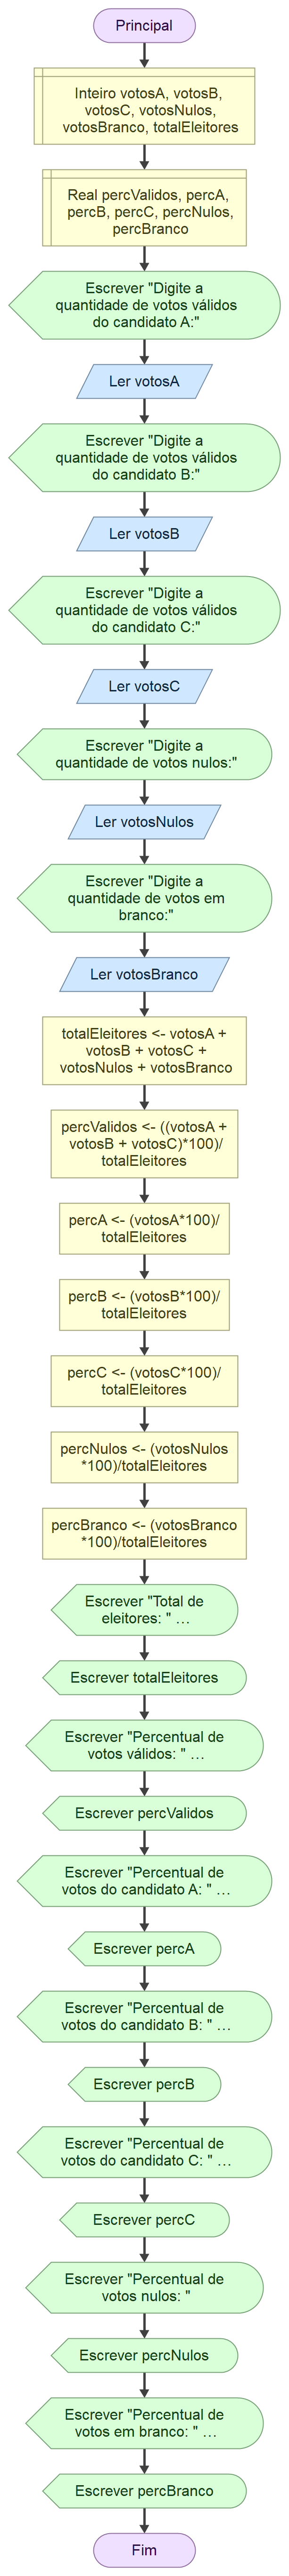 Principal
Inteiro votosA, votosB,
votosC, votosNulos,
votosBranco, totalEleitores
Real percValidos, percA,
percB, percC, percNulos,
percBranco
Escrever "Digite a
quantidade de votos válidos
do candidato A:"
Ler votosA
Escrever "Digite a
quantidade de votos válidos
do candidato B:"
Ler votosB
Escrever "Digite a
quantidade de votos válidos
do candidato C:"
Ler votosC
Escrever "Digite a
quantidade de votos nulos:"
Ler votosNulos
Escrever "Digite a
quantidade de votos em
branco:"
Ler votosBranco
totalEleitores <- votosA +
votosB + votosC +
votosNulos + votosBranco
percValidos <- ((votosA +
votosB + votosC)*100)/
totalEleitores
percA <- (votosA*100)/
totalEleitores
percB <- (votosB*100)/
totalEleitores
percC <- (votosC*100)/
totalEleitores
percNulos <- (votosNulos
*100)/totalEleitores
percBranco <- (votosBranco
*100)/totalEleitores
Escrever "Total de
eleitores: " …
Escrever totalEleitores
Escrever "Percentual de
votos válidos: " …
Escrever percValidos
Escrever "Percentual de
votos do candidato A: " …
Escrever percA
Escrever "Percentual de
votos do candidato B: " …
Escrever percB
Escrever "Percentual de
votos do candidato C: " …
Escrever percC
Escrever "Percentual de
votos nulos: "
Escrever percNulos
Escrever "Percentual de
votos em branco: " …
Escrever percBranco
Fim